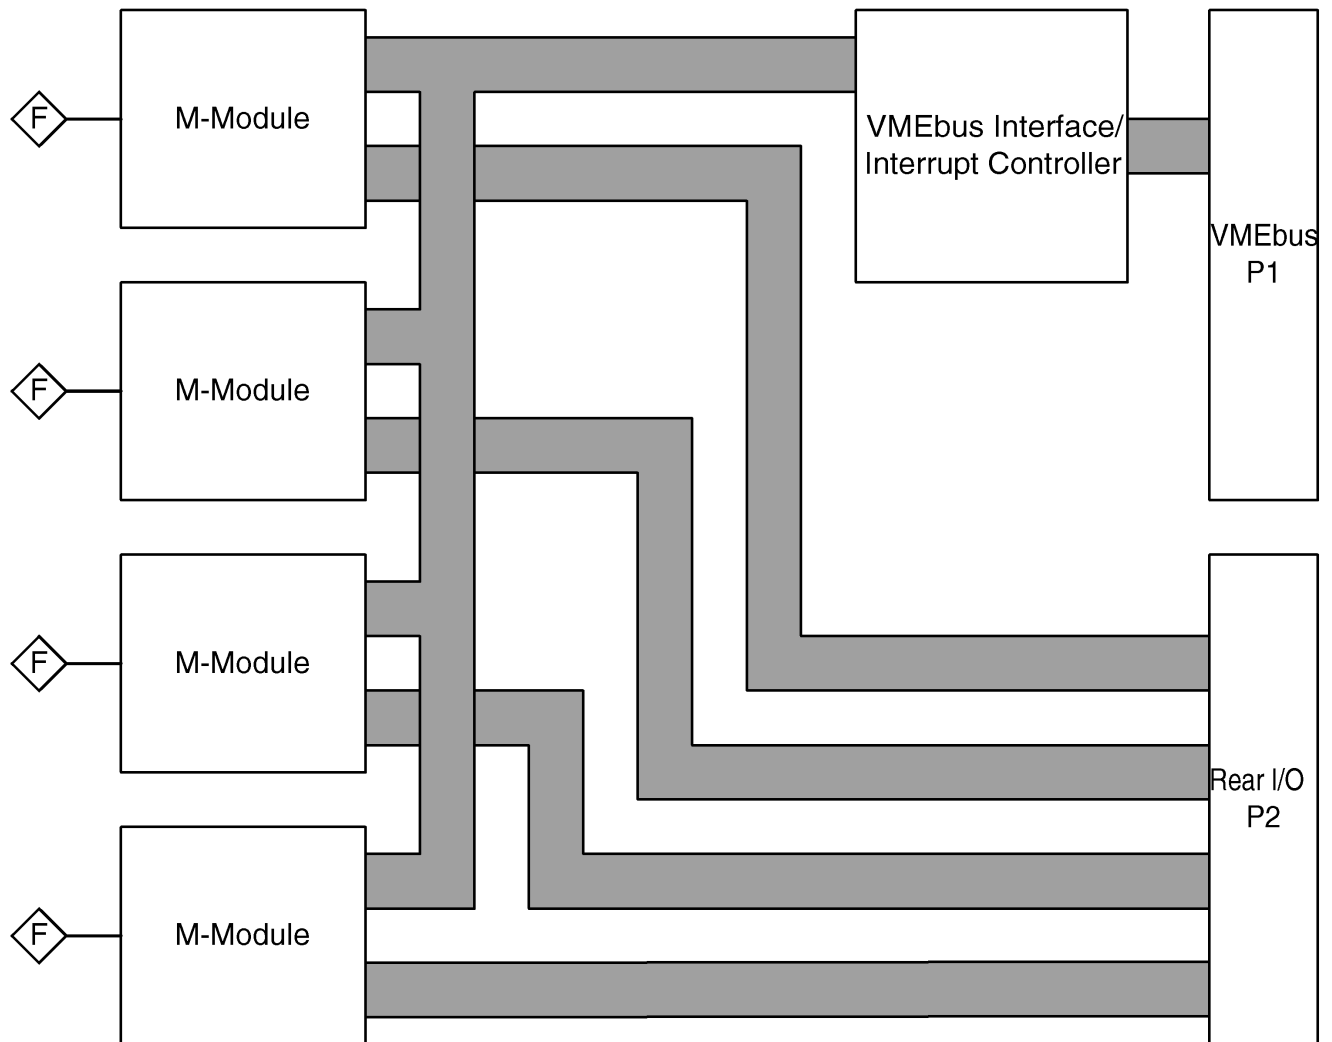 F
M-Module
VMEbus Interface/
Interrupt Controller
VMEbus
P1
F
M-Module
F
M-Module
Rear I/O
P2
F
M-Module